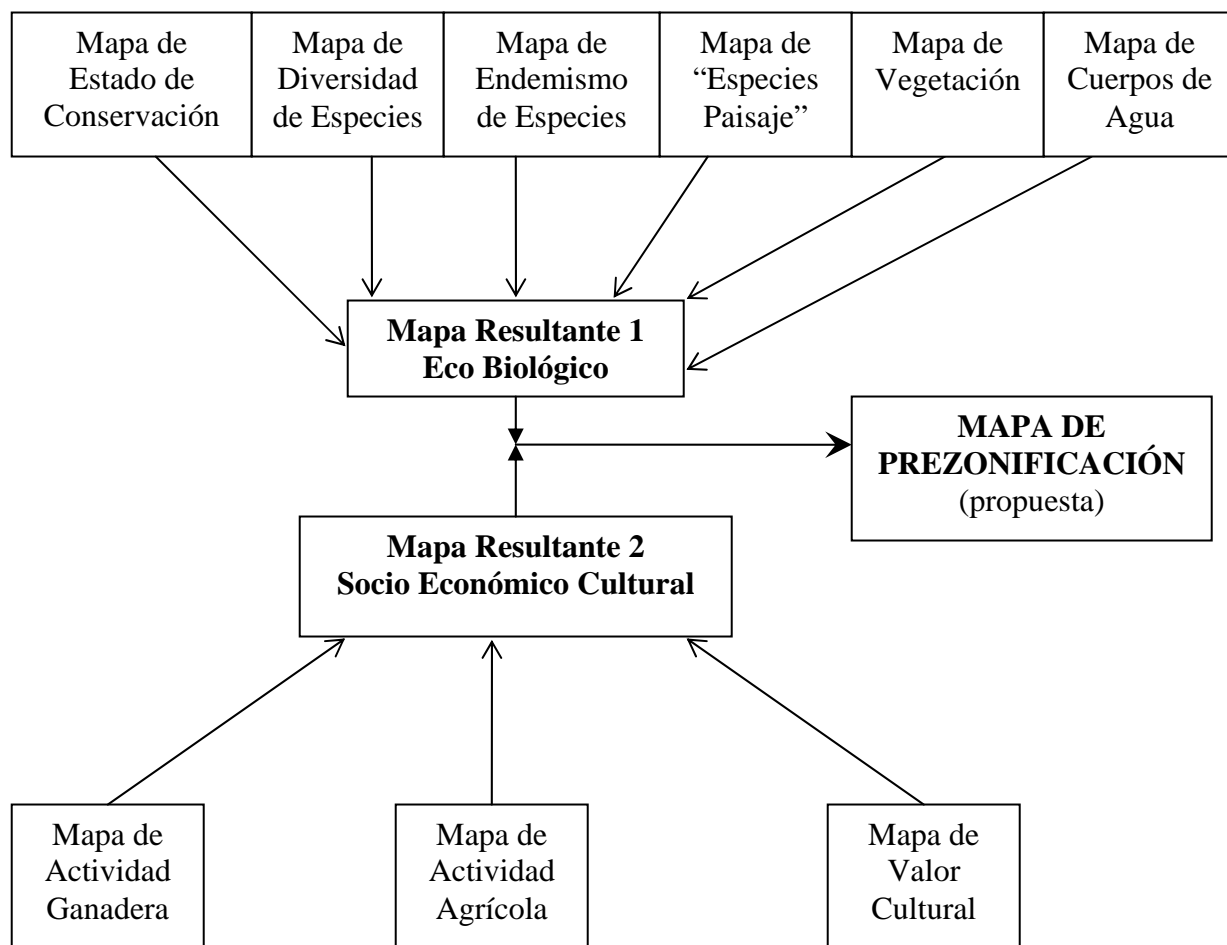 Mapa de
Estado de
Conservación
Mapa de
Diversidad
de Especies
Mapa de
Endemismo
de Especies
Mapa de
“Especies
Paisaje”
Mapa de
Vegetación
Mapa de
Cuerpos de
Agua
Mapa Resultante 1
Eco Biológico
MAPA DE
PREZONIFICACIÓN
(propuesta)
Mapa Resultante 2
Socio Económico Cultural
Mapa de
Actividad
Ganadera
Mapa de
Actividad
Agrícola
Mapa de
Valor
Cultural